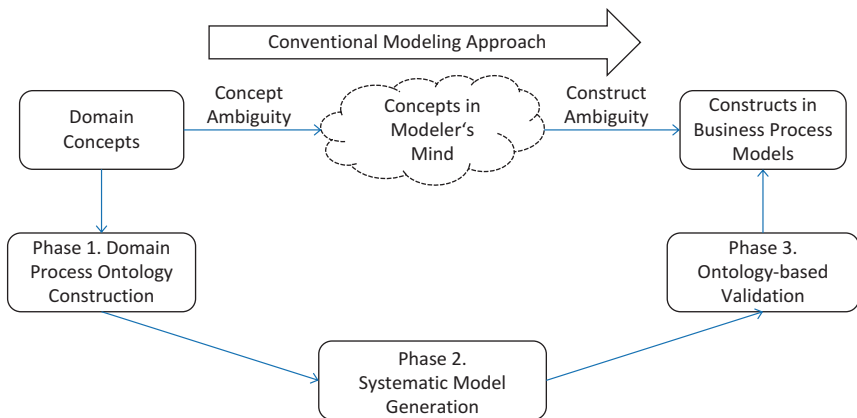 Conventional Modeling Approach
Domain
Concepts
Concept
Ambiguity
Concepts in
Modeler‘s
Mind
Construct
Ambiguity
Constructs in
Business Process
Models
Phase 1. Domain
Process Ontology
Construction
Phase 3.
Ontology-based
Validation
Phase 2.
Systematic Model
Generation